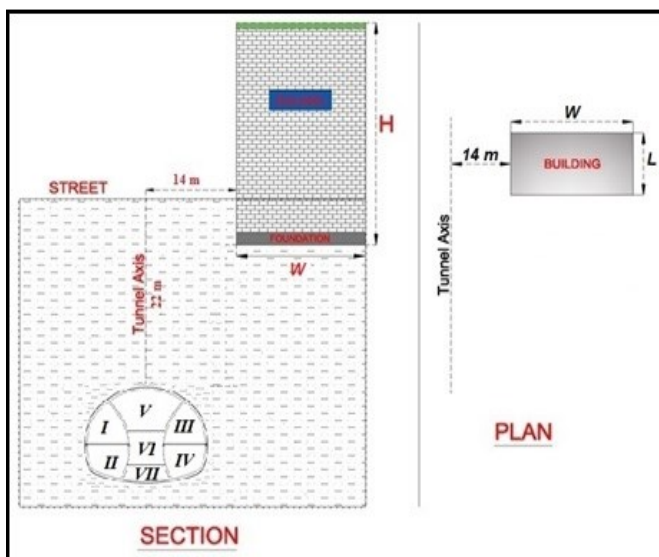 H
14 m
STREET
FOUNDATION
W
Tunnel Axis
22 m
I
V
III
II
VI
IV
VII
SECTION
W
14 m
BUILDING
L
Tunnel Axis
PLAN